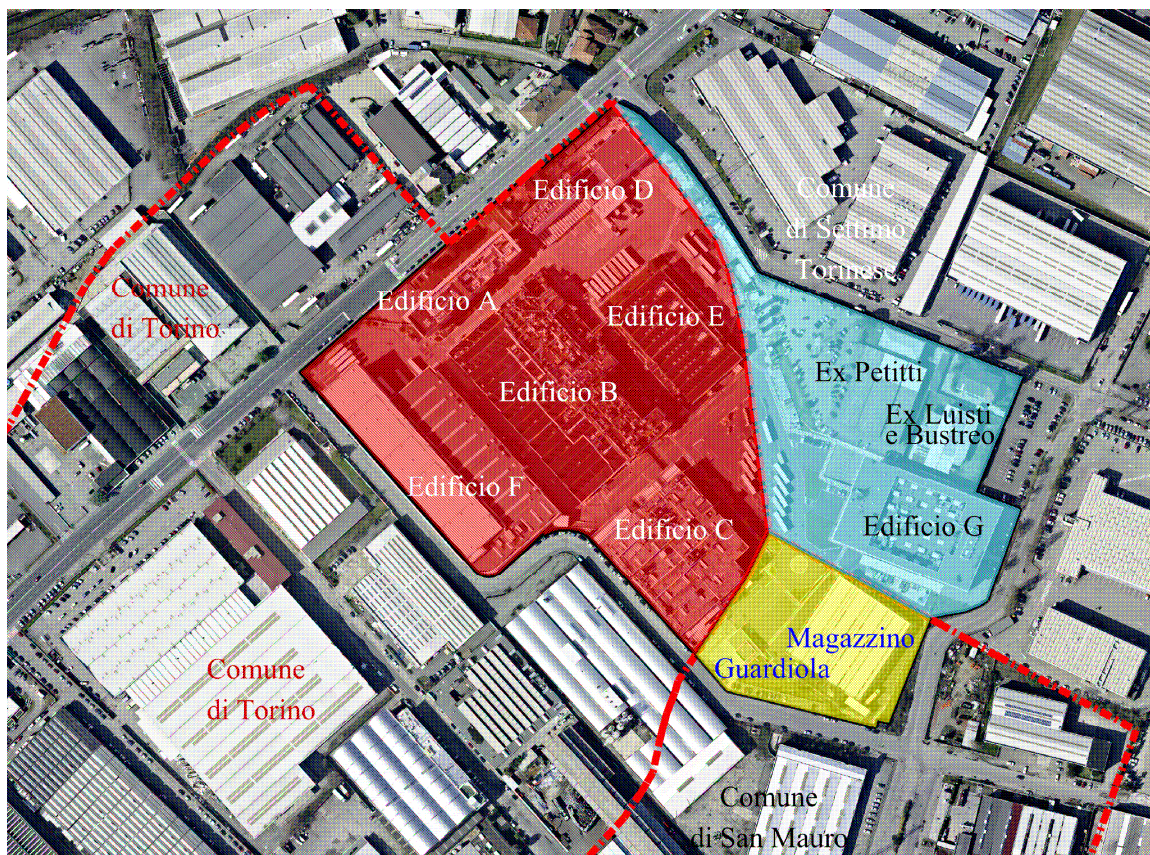 Edificio D
Comune
di Settimo
Torinese
Comune
di Torino
Edificio A
Edificio E
Ex Petitti
Edificio B
Ex Luisti
e Bustreo
Edificio F
Edificio C
Edificio G
Magazzino
Guardiola
Comune
di Torino
Comune
di San Mauro